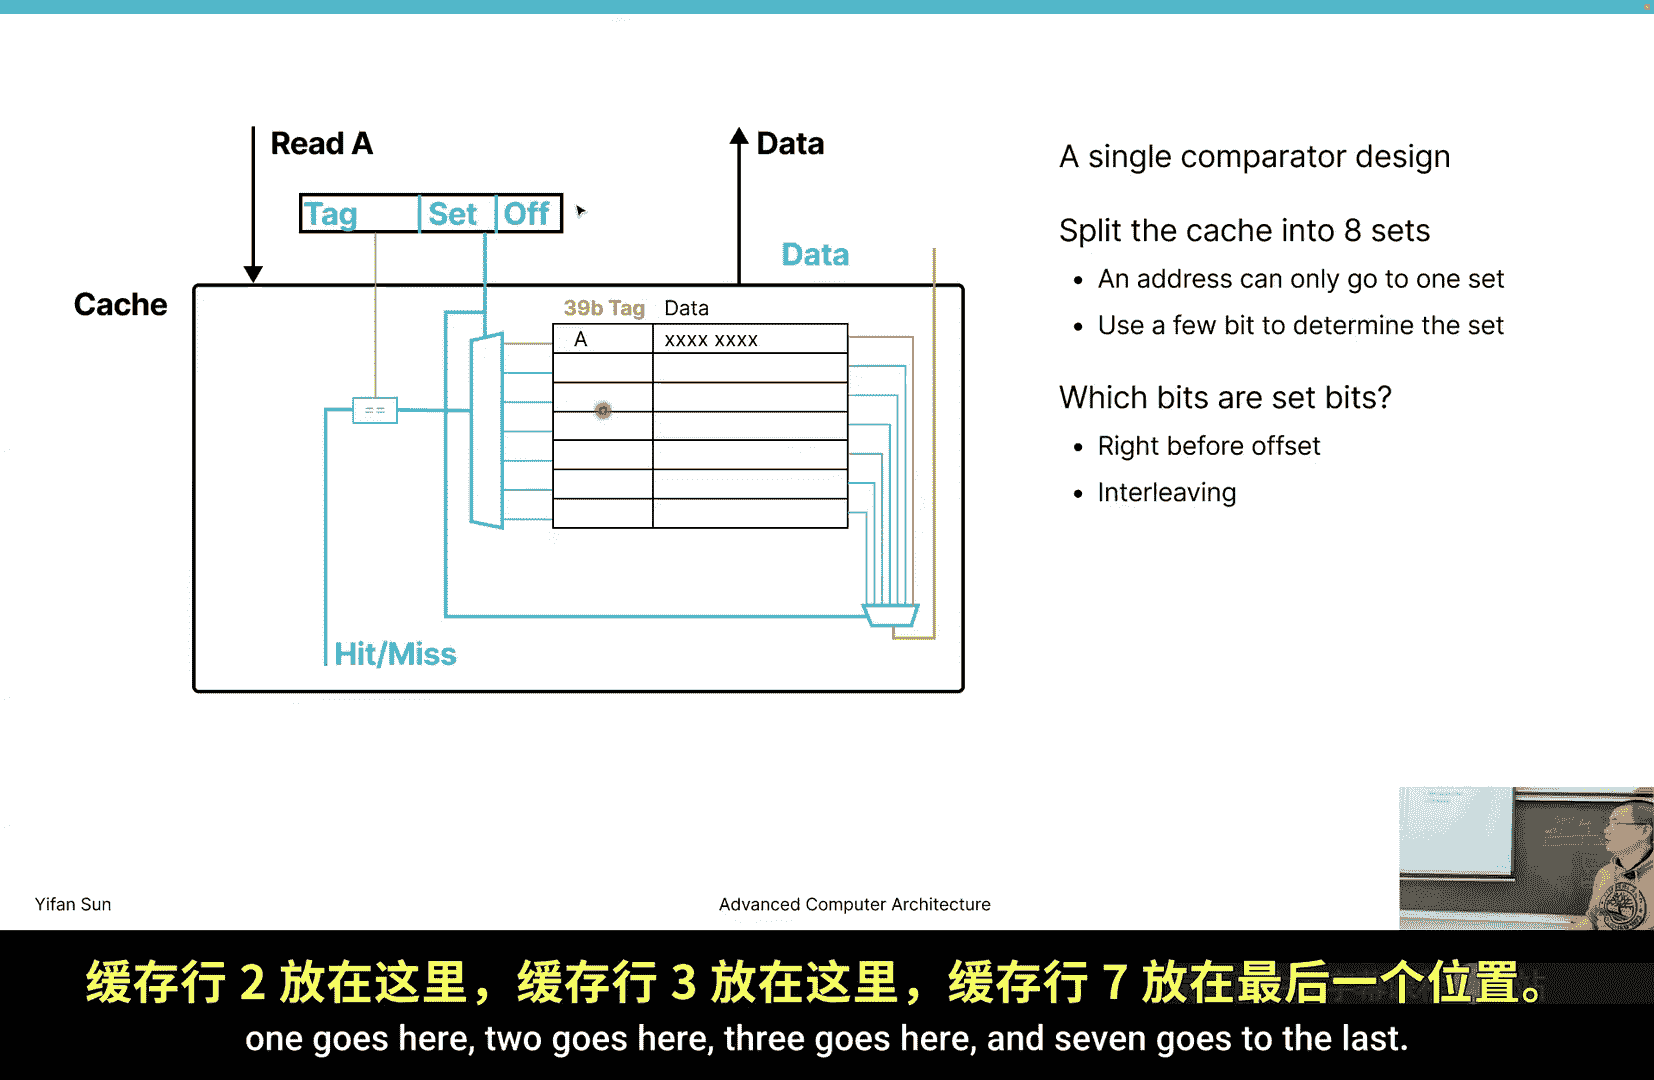 Read A
Data
Tag Set Off
Data
Cache
39b Tag Data
A xxxx xxxx
==
Hit/Miss
A single comparator design
Split the cache into 8 sets
• An address can only go to one set
• Use a few bit to determine the set
Which bits are set bits?
• Right before offset
• Interleaving
Yifan Sun
Advanced Computer Architecture
缓存行 2 放在这里，缓存行 3 放在这里，缓存行 7 放在最后一个位置。
one goes here, two goes here, three goes here, and seven goes to the last.